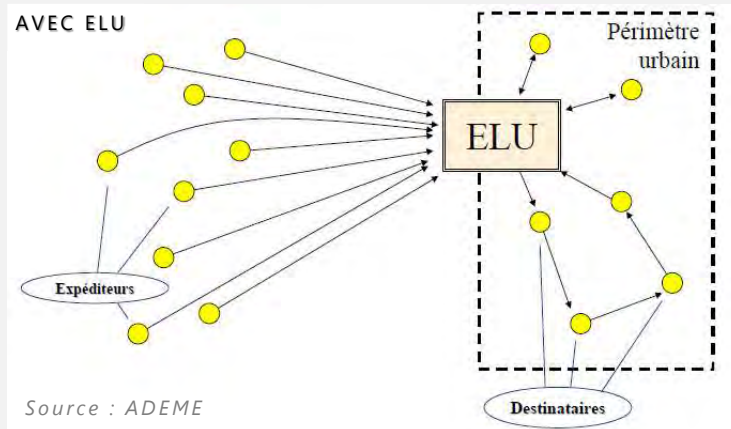 AVEC ELU
Périmètre
urbain
ELU
Expéditeurs
Destinataires
Source : ADEME